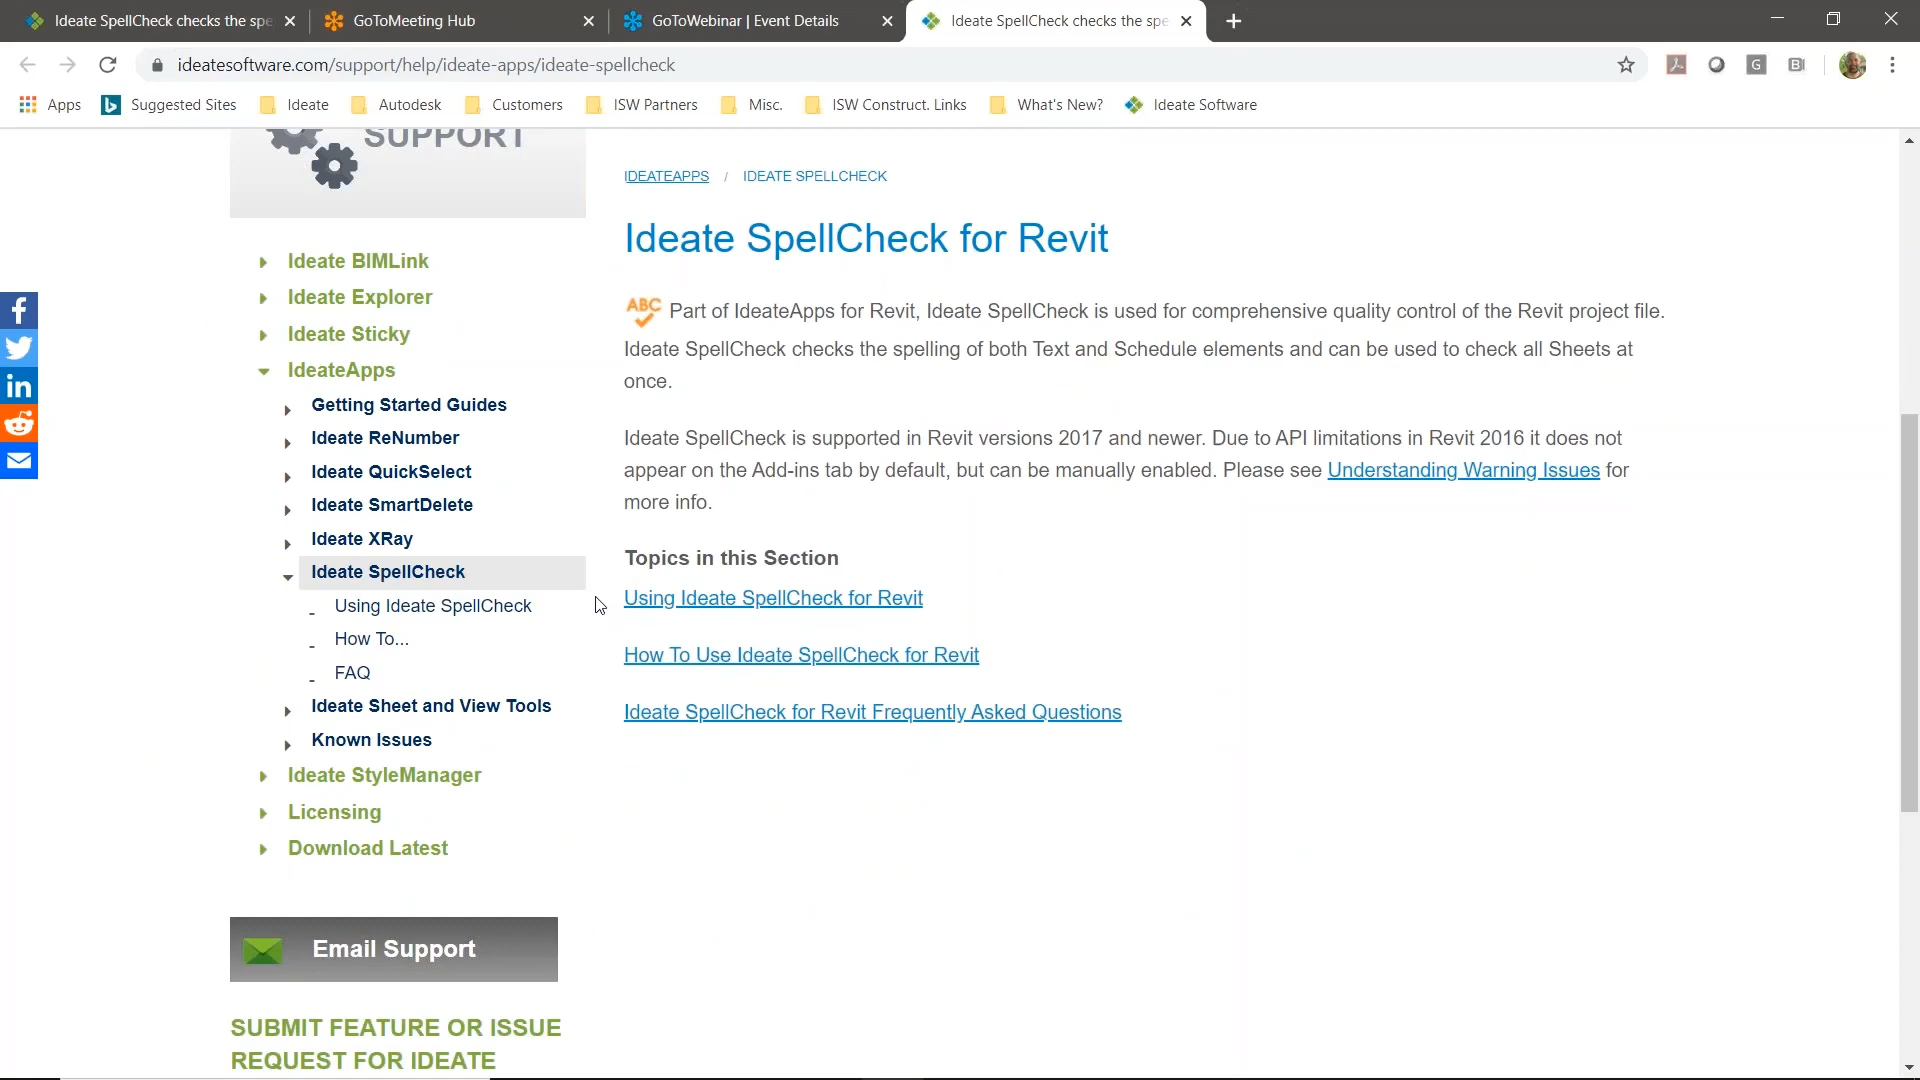 Ideate SpellCheck checks the spe
GoToMeeting Hub
GoToWebinar | Event Details
Ideate SpellCheck checks the spe
ideatesoftware.com/support/help/ideate-apps/ideate-spellcheck
Apps
Suggested Sites
Ideate
Autodesk
Customers
ISW Partners
Misc.
ISW Construct. Links
What's New?
Ideate Software
SUPPORT
Ideate BIMLink
Ideate Explorer
Ideate Sticky
IdeateApps
Getting Started Guides
Ideate ReNumber
Ideate QuickSelect
Ideate SmartDelete
Ideate XRay
Ideate SpellCheck
Using Ideate SpellCheck
How To...
FAQ
Ideate Sheet and View Tools
Known Issues
Ideate StyleManager
Licensing
Download Latest
Email Support
SUBMIT FEATURE OR ISSUE
REQUEST FOR IDEATE
IDEATEAPPS / IDEATE SPELLCHECK
Ideate SpellCheck for Revit
ABC Part of IdeateApps for Revit, Ideate SpellCheck is used for comprehensive quality control of the Revit project file.
Ideate SpellCheck checks the spelling of both Text and Schedule elements and can be used to check all Sheets at
once.
Ideate SpellCheck is supported in Revit versions 2017 and newer. Due to API limitations in Revit 2016 it does not
appear on the Add-ins tab by default, but can be manually enabled. Please see Understanding Warning Issues for
more info.
Topics in this Section
Using Ideate SpellCheck for Revit
How To Use Ideate SpellCheck for Revit
Ideate SpellCheck for Revit Frequently Asked Questions